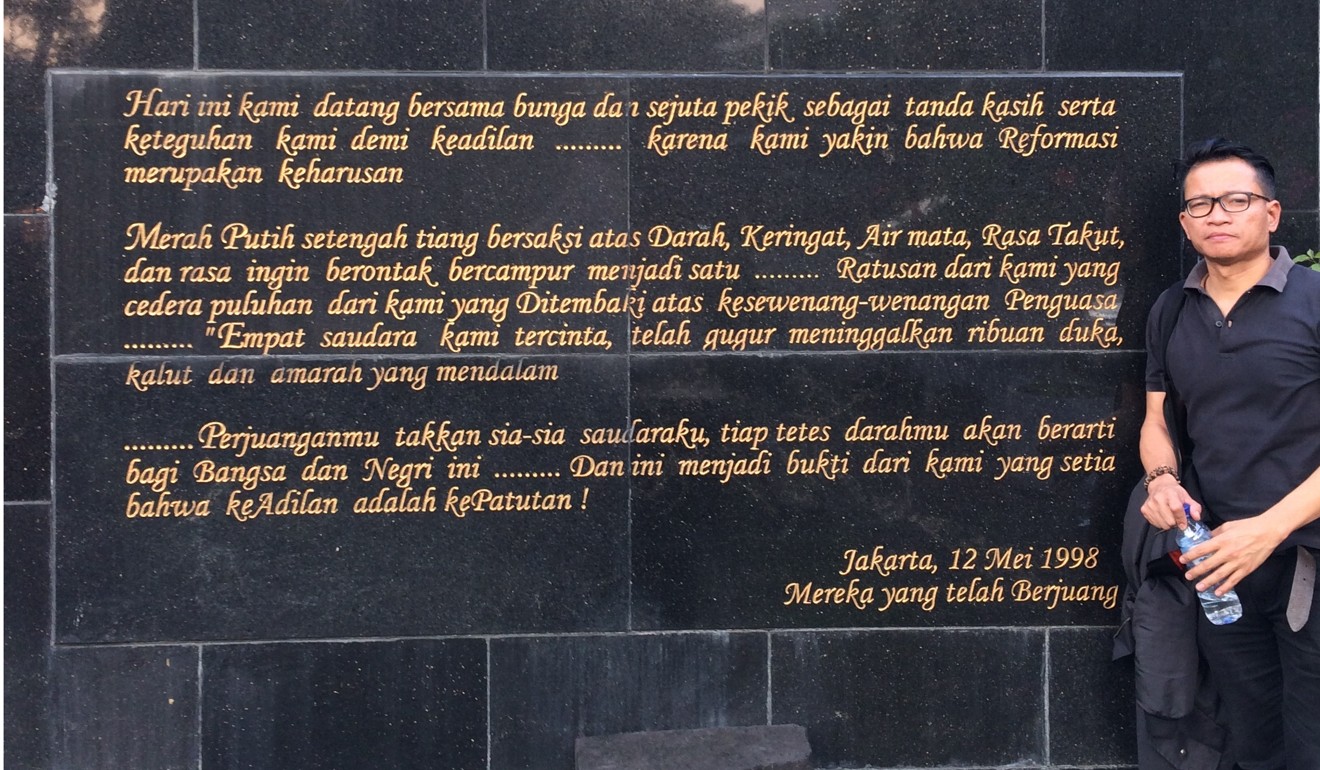 Hari ini kami datang bersama bunga dan sejuta pekik sebagai tanda kasih serta
keteguhan kami demi keadilan ......... karena kami yakin bahwa Reformasi
merupakan keharusan
Merah Putih setengah tiang bersaksi atas Darah, Keringat, Air mata, Rasa Takut,
dan rasa ingin berontak bercampur menjadi satu ......... Ratusan dari kami yang
cedera puluhan dari kami yang Ditembaki atas kesewenang-wenangan Penguasa
......... "Empat saudara kami tercinta, telah gugur meninggalkan ribuan duka,
kalut dan amarah yang mendalam
......... Perjuanganmu takkan sia-sia saudaraku, tiap tetes darahmu akan berarti
bagi Bangsa dan Negri ini ......... Dan ini menjadi bukti dari kami yang setia
bahwa keAdilan adalah kePatutan !
Jakarta, 12 Mei 1998
Mereka yang telah Berjuang